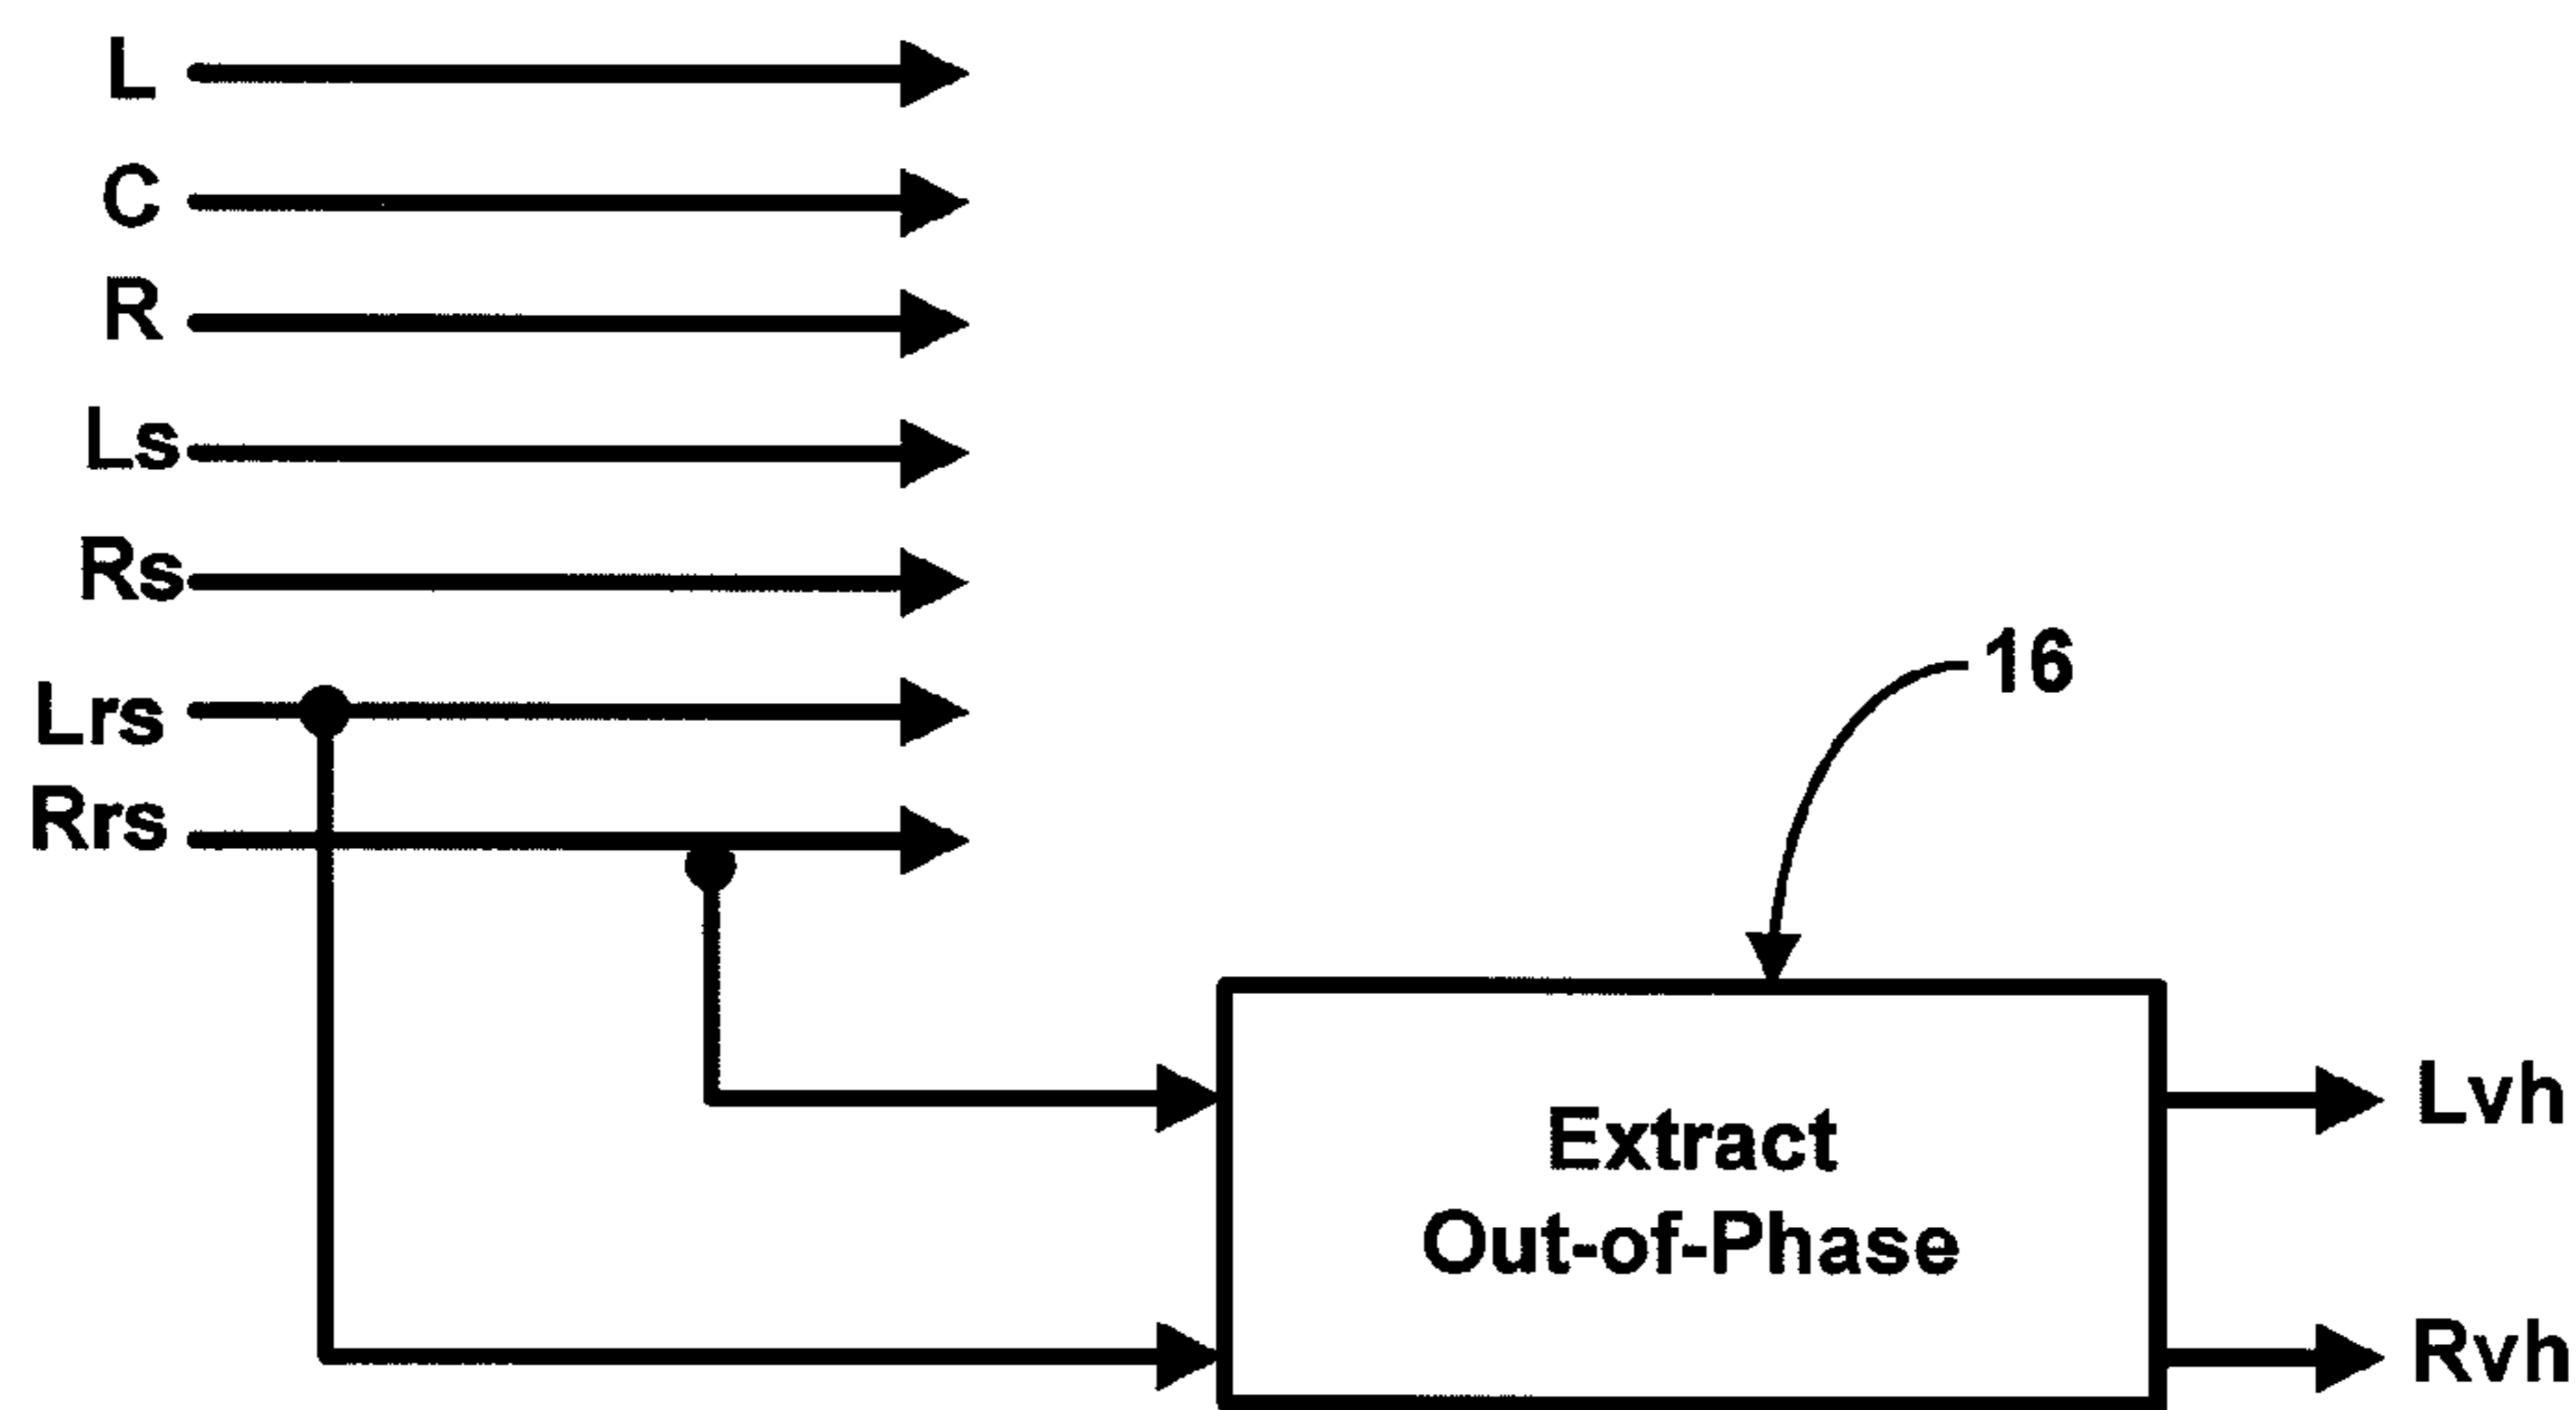 L
C
R
Ls
Rs
Lrs
Rrs
16
Extract
Out-of-Phase
Lvh
Rvh